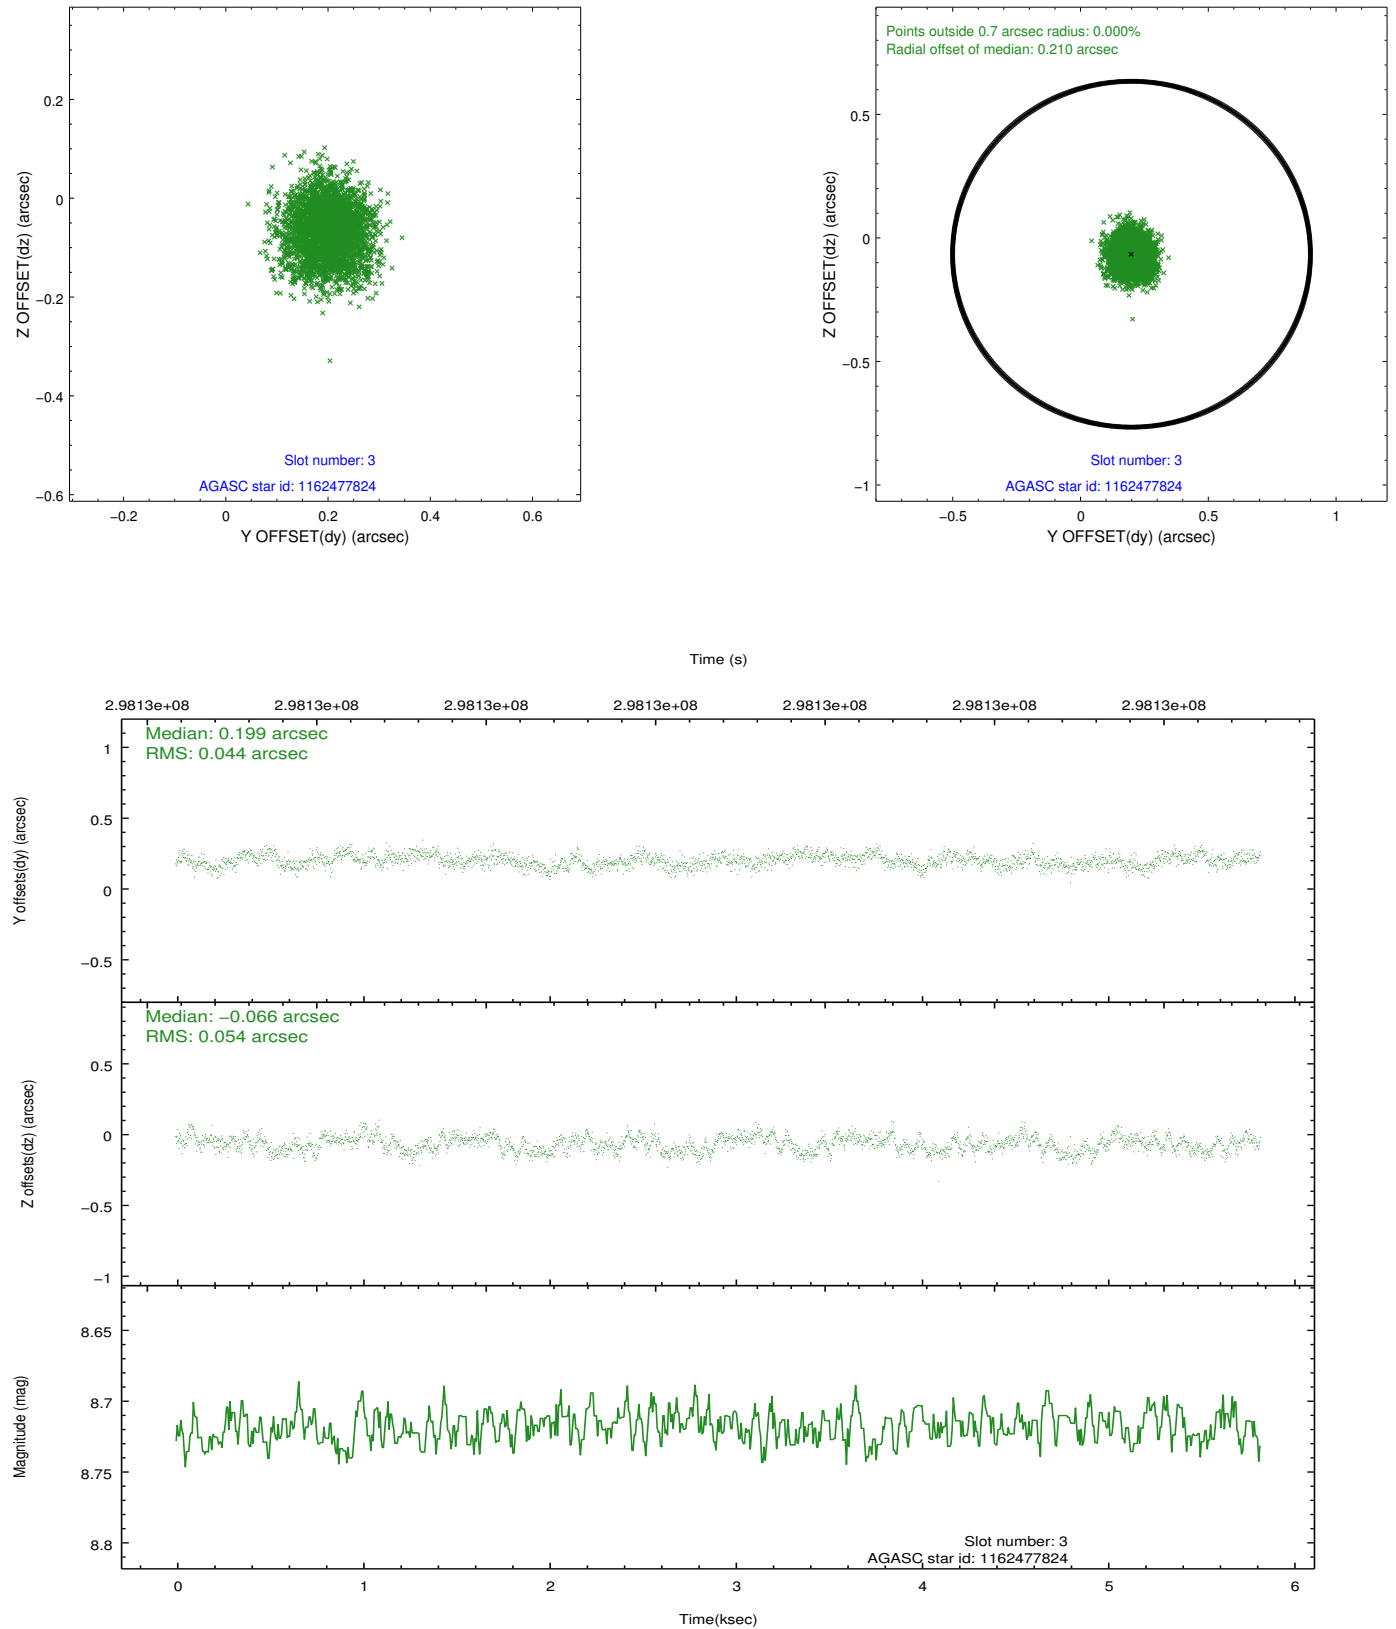 0.2
0
−0.2
−0.4
−0.6
Z OFFSET(dz) (arcsec)
Slot number: 3
AGASC star id: 1162477824
−0.2 0 0.2 0.4 0.6
Y OFFSET(dy) (arcsec)
Points outside 0.7 arcsec radius: 0.000%
Radial offset of median: 0.210 arcsec
0.5
0
−0.5
−1
Z OFFSET(dz) (arcsec)
Slot number: 3
AGASC star id: 1162477824
−0.5 0 0.5 1
Y OFFSET(dy) (arcsec)
Time (s)
2.9813e+08 2.9813e+08 2.9813e+08 2.9813e+08 2.9813e+08 2.9813e+08 2.9813e+08
Median: 0.199 arcsec
RMS: 0.044 arcsec
1
0.5
0
−0.5
Y offsets(dy) (arcsec)
Median: −0.066 arcsec
RMS: 0.054 arcsec
0.5
0
−0.5
−1
Z offsets(dz) (arcsec)
8.65
8.7
8.75
8.8
Magnitude (mag)
Slot number: 3
AGASC star id: 1162477824
0 1 2 3 4 5 6
Time(ksec)